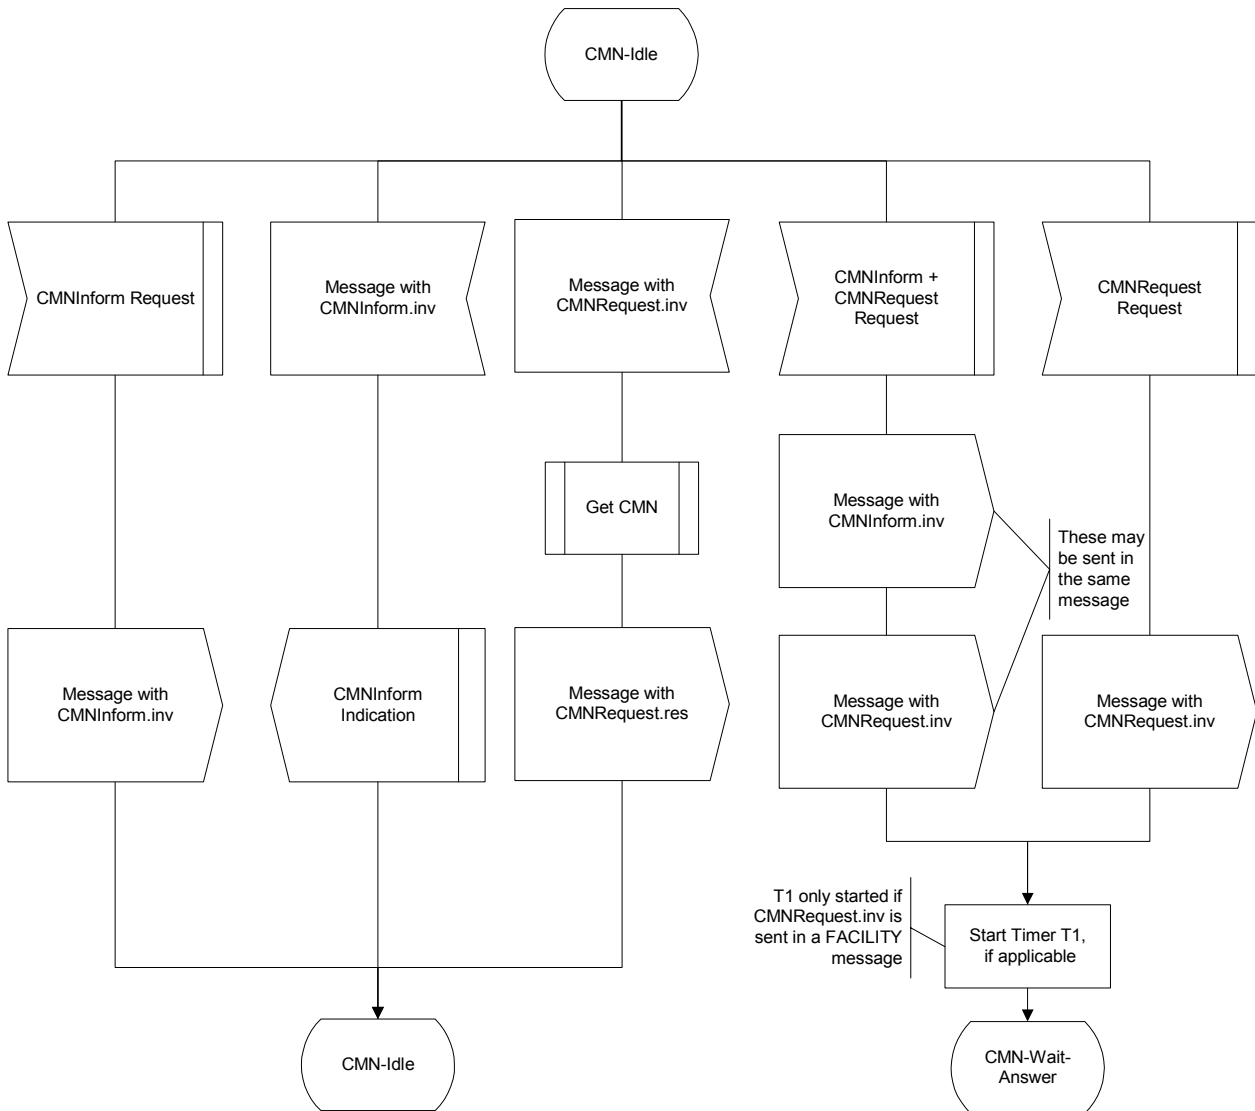 CMN-Idle
CMNInform Request
Message with
CMNInform.inv
Message with
CMNRequest.inv
CMNInform +
CMNRequest
Request
CMNRequest
Request
Get CMN
Message with
CMNInform.inv
These may
be sent in
the same
message
Message with
CMNInform.inv
CMNInform
Indication
Message with
CMNRequest.res
Message with
CMNRequest.inv
Message with
CMNRequest.inv
T1 only started if
CMNRequest.inv is
sent in a FACILITY
message
Start Timer T1,
if applicable
CMN-Idle
CMN-Wait-
Answer